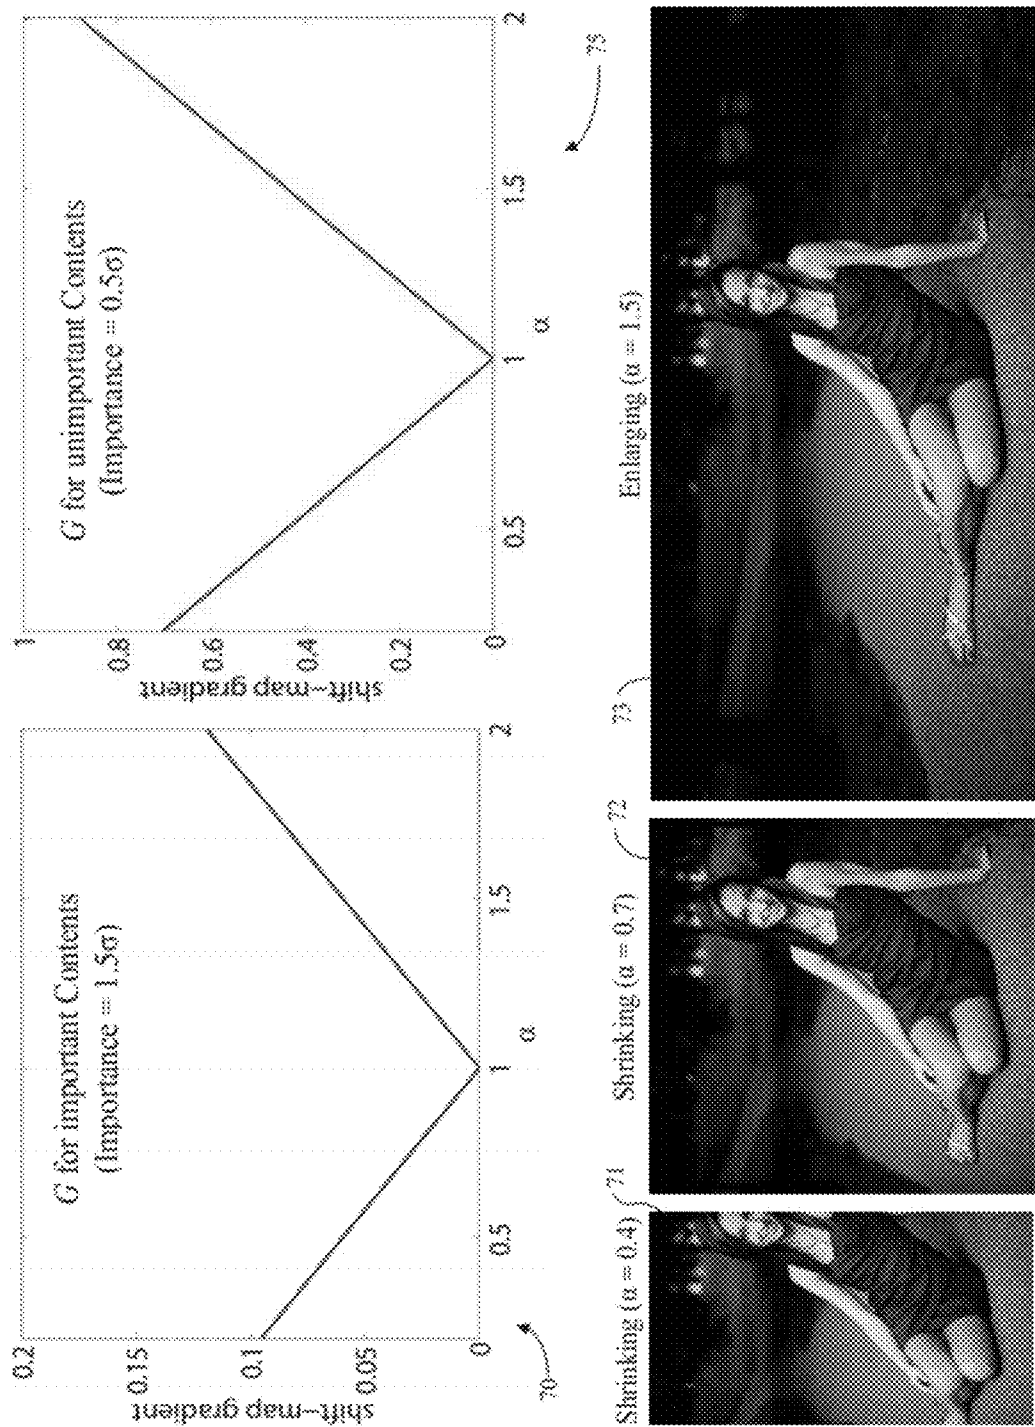 G for important Contents
(Importance = 1.5σ)
shift-map gradient
0.2
0.15
0.1
0.05
0
0.5
1
1.5
2
α
70
G for unimportant Contents
(Importance = 0.5σ)
shift-map gradient
1
0.8
0.6
0.4
0.2
0
0.5
1
1.5
2
α
75
Shrinking (α = 0.4)
71
Shrinking (α = 0.7)
72
Enlarging (α = 1.5)
73